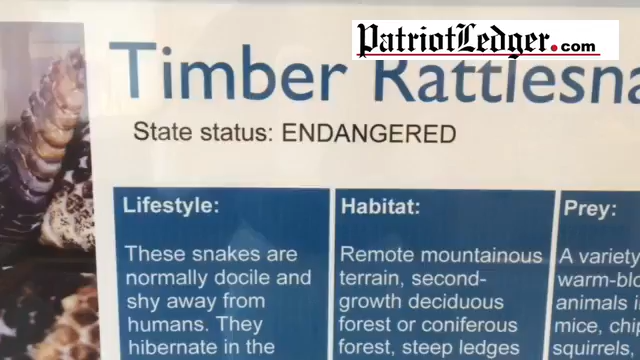 PatriotLedger.com
Timber Rattlesna
State status: ENDANGERED
Lifestyle:
These snakes are
normally docile and
shy away from
humans. They
hibernate in the
Habitat:
Remote mountainous
terrain, second-
growth deciduous
forest or coniferous
forest, steep ledges
Prey:
A variety
warm-blo
animals i
mice, chip
squirrels,